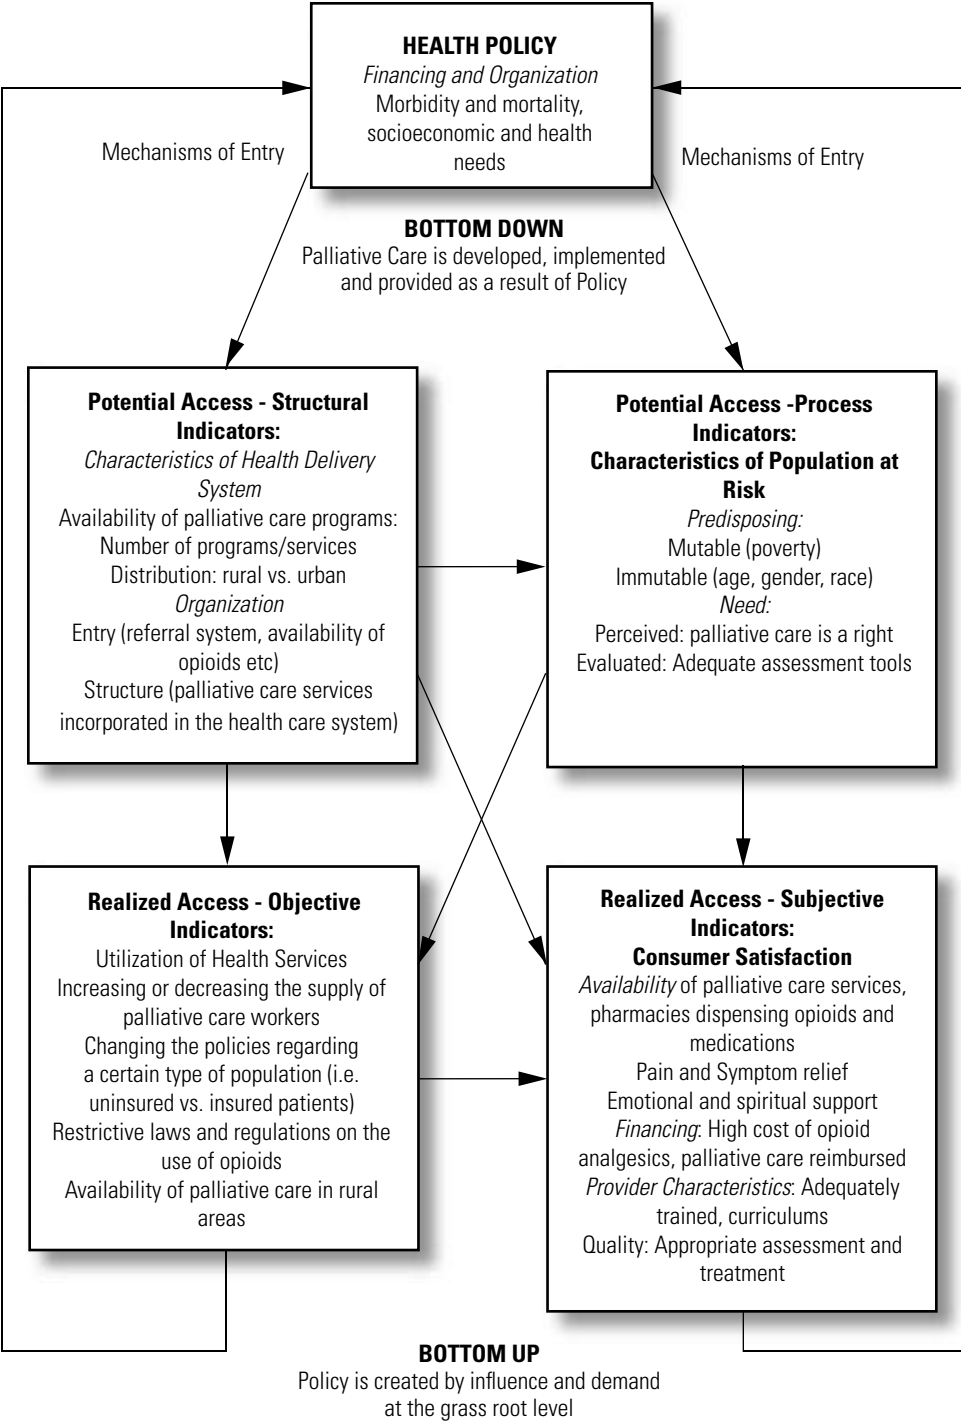 HEALTH POLICY
Financing and Organization
Morbidity and mortality,
socioeconomic and health
needs
Mechanisms of Entry
Mechanisms of Entry
BOTTOM DOWN
Palliative Care is developed, implemented
and provided as a result of Policy
Potential Access - Structural
Indicators:
Characteristics of Health Delivery
System
Availability of palliative care programs:
Number of programs/services
Distribution: rural vs. urban
Organization
Entry (referral system, availability of
opioids etc)
Structure (palliative care services
incorporated in the health care system)
Potential Access -Process
Indicators:
Characteristics of Population at
Risk
Predisposing:
Mutable (poverty)
Immutable (age, gender, race)
Need:
Perceived: palliative care is a right
Evaluated: Adequate assessment tools
Realized Access - Objective
Indicators:
Utilization of Health Services
Increasing or decreasing the supply of
palliative care workers
Changing the policies regarding
a certain type of population (i.e.
uninsured vs. insured patients)
Restrictive laws and regulations on the
use of opioids
Availability of palliative care in rural
areas
Realized Access - Subjective
Indicators:
Consumer Satisfaction
Availability of palliative care services,
pharmacies dispensing opioids and
medications
Pain and Symptom relief
Emotional and spiritual support
Financing: High cost of opioid
analgesics, palliative care reimbursed
Provider Characteristics: Adequately
trained, curriculums
Quality: Appropriate assessment and
treatment
BOTTOM UP
Policy is created by influence and demand
at the grass root level